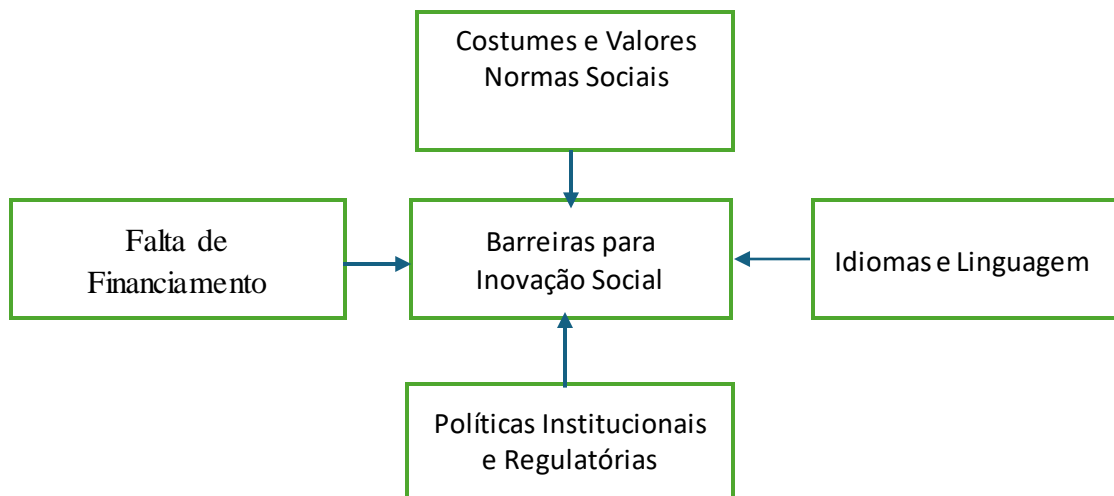 Costumes e Valores
Normas Sociais
Falta de
Financiamento
Barreiras para
Inovação Social
Idiomas e Linguagem
Políticas Institucionais
e Regulatórias